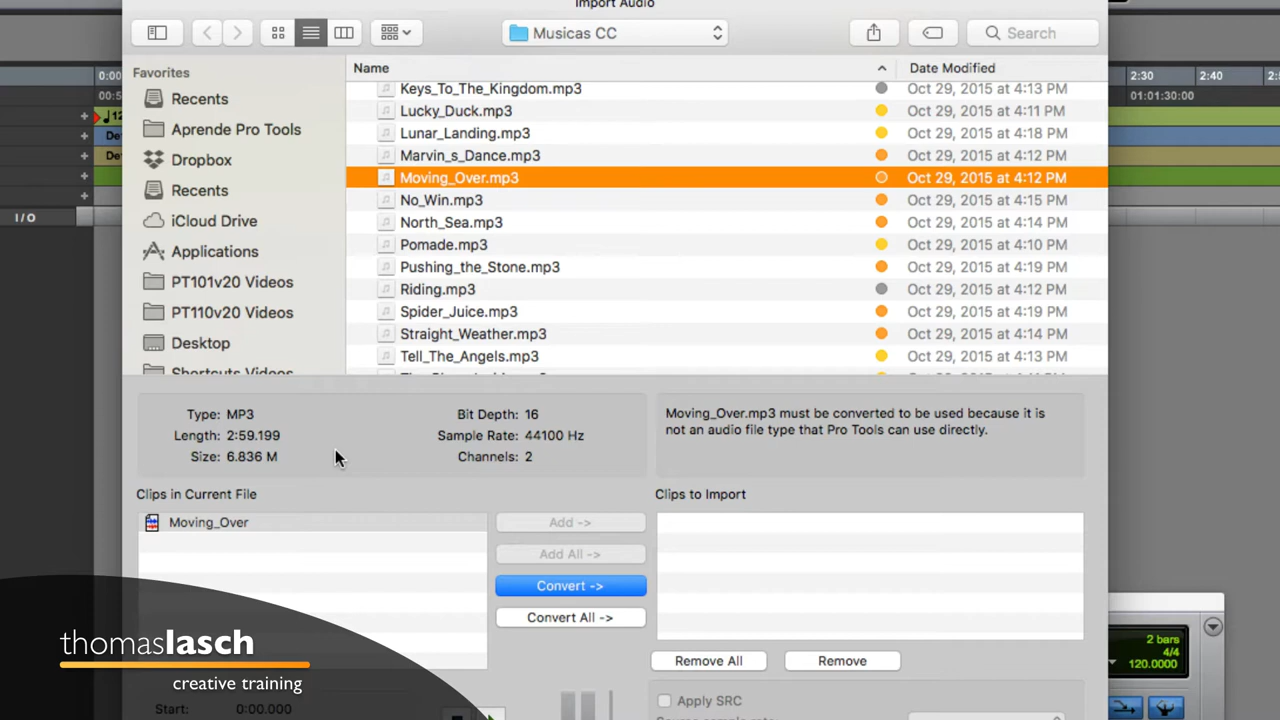 Import Audio
Musicas CC
Search
Favorites
Recents
Aprende Pro Tools
Dropbox
Recents
iCloud Drive
Applications
PT101v20 Videos
PT110v20 Videos
Desktop
Shortcuts Videos
Name
Date Modified
Keys_To_The_Kingdom.mp3 Oct 29, 2015 at 4:13 PM
Lucky_Duck.mp3 Oct 29, 2015 at 4:11 PM
Lunar_Landing.mp3 Oct 29, 2015 at 4:18 PM
Marvin_s_Dance.mp3 Oct 29, 2015 at 4:12 PM
Moving_Over.mp3 Oct 29, 2015 at 4:12 PM
No_Win.mp3 Oct 29, 2015 at 4:15 PM
North_Sea.mp3 Oct 29, 2015 at 4:14 PM
Pomade.mp3 Oct 29, 2015 at 4:10 PM
Pushing_the_Stone.mp3 Oct 29, 2015 at 4:19 PM
Riding.mp3 Oct 29, 2015 at 4:12 PM
Spider_Juice.mp3 Oct 29, 2015 at 4:19 PM
Straight_Weather.mp3 Oct 29, 2015 at 4:14 PM
Tell_The_Angels.mp3 Oct 29, 2015 at 4:13 PM
2:30 2:40
01:01:30:00
I/O
Type: MP3
Length: 2:59.199
Size: 6.836 M
Bit Depth: 16
Sample Rate: 44100 Hz
Channels: 2
Moving_Over.mp3 must be converted to be used because it is
not an audio file type that Pro Tools can use directly.
Clips in Current File
Moving_Over
Add ->
Add All ->
Convert ->
Convert All ->
Clips to Import
Remove All
Remove
Apply SRC
Start: 0:00.000
2 bars
4/4
120.0000
thomaslasch
creative training